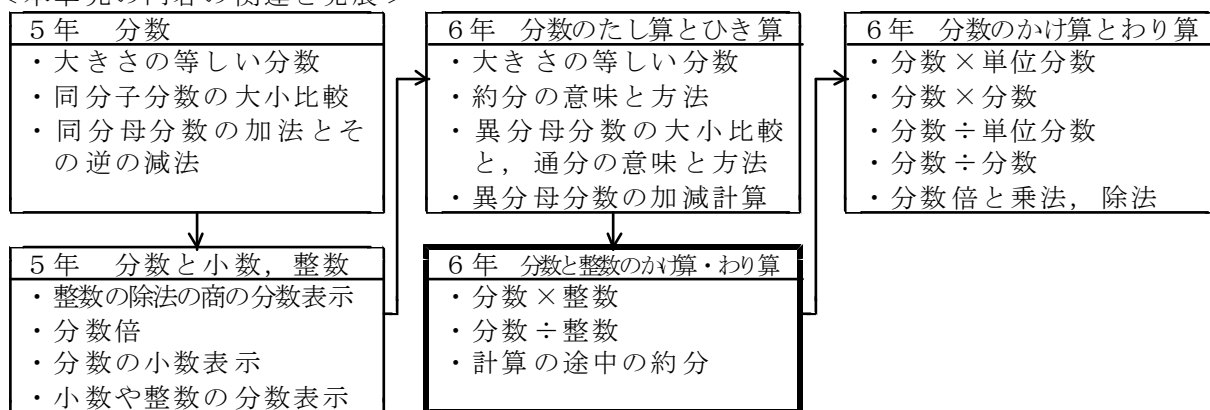 <本単元の内容の関連と発展>
5年 分数
・大きさの等しい分数
・同分子分数の大小比較
・同分母分数の加法とそ
の逆の減法
5年 分数と小数，整数
・整数の除法の商の分数表示
・分数倍
・分数の小数表示
・小数や整数の分数表示
6年 分数のたし算とひき算
・大きさの等しい分数
・約分の意味と方法
・異分母分数の大小比較
と，通分の意味と方法
・異分母分数の加減計算
6年 分数と整数のかけ算・わり算
・分数×整数
・分数÷整数
・計算の途中の約分
6年 分数のかけ算とわり算
・分数×単位分数
・分数×分数
・分数÷単位分数
・分数÷分数
・分数倍と乗法，除法